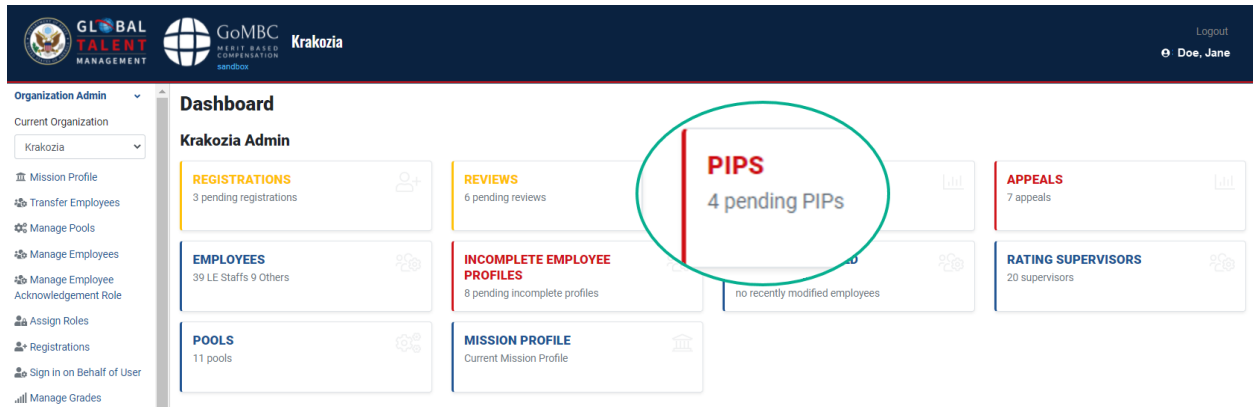 GLOBAL
TALENT
MANAGEMENT
GoMBC
MERIT BASED
COMPENSATION
sandbox
Krakozia
Logout
Doe, Jane
Organization Admin
Current Organization
Krakozia
Mission Profile
Transfer Employees
Manage Pools
Manage Employees
Manage Employee
Acknowledgement Role
Assign Roles
Registrations
Sign in on Behalf of User
Manage Grades
Dashboard
Krakozia Admin
REGISTRATIONS
3 pending registrations
REVIEWS
6 pending reviews
PIPS
4 pending PIPs
APPEALS
7 appeals
EMPLOYEES
39 LE Staffs 9 Others
INCOMPLETE EMPLOYEE
PROFILES
8 pending incomplete profiles
no recently modified employees
RATING SUPERVISORS
20 supervisors
POOLS
11 pools
MISSION PROFILE
Current Mission Profile